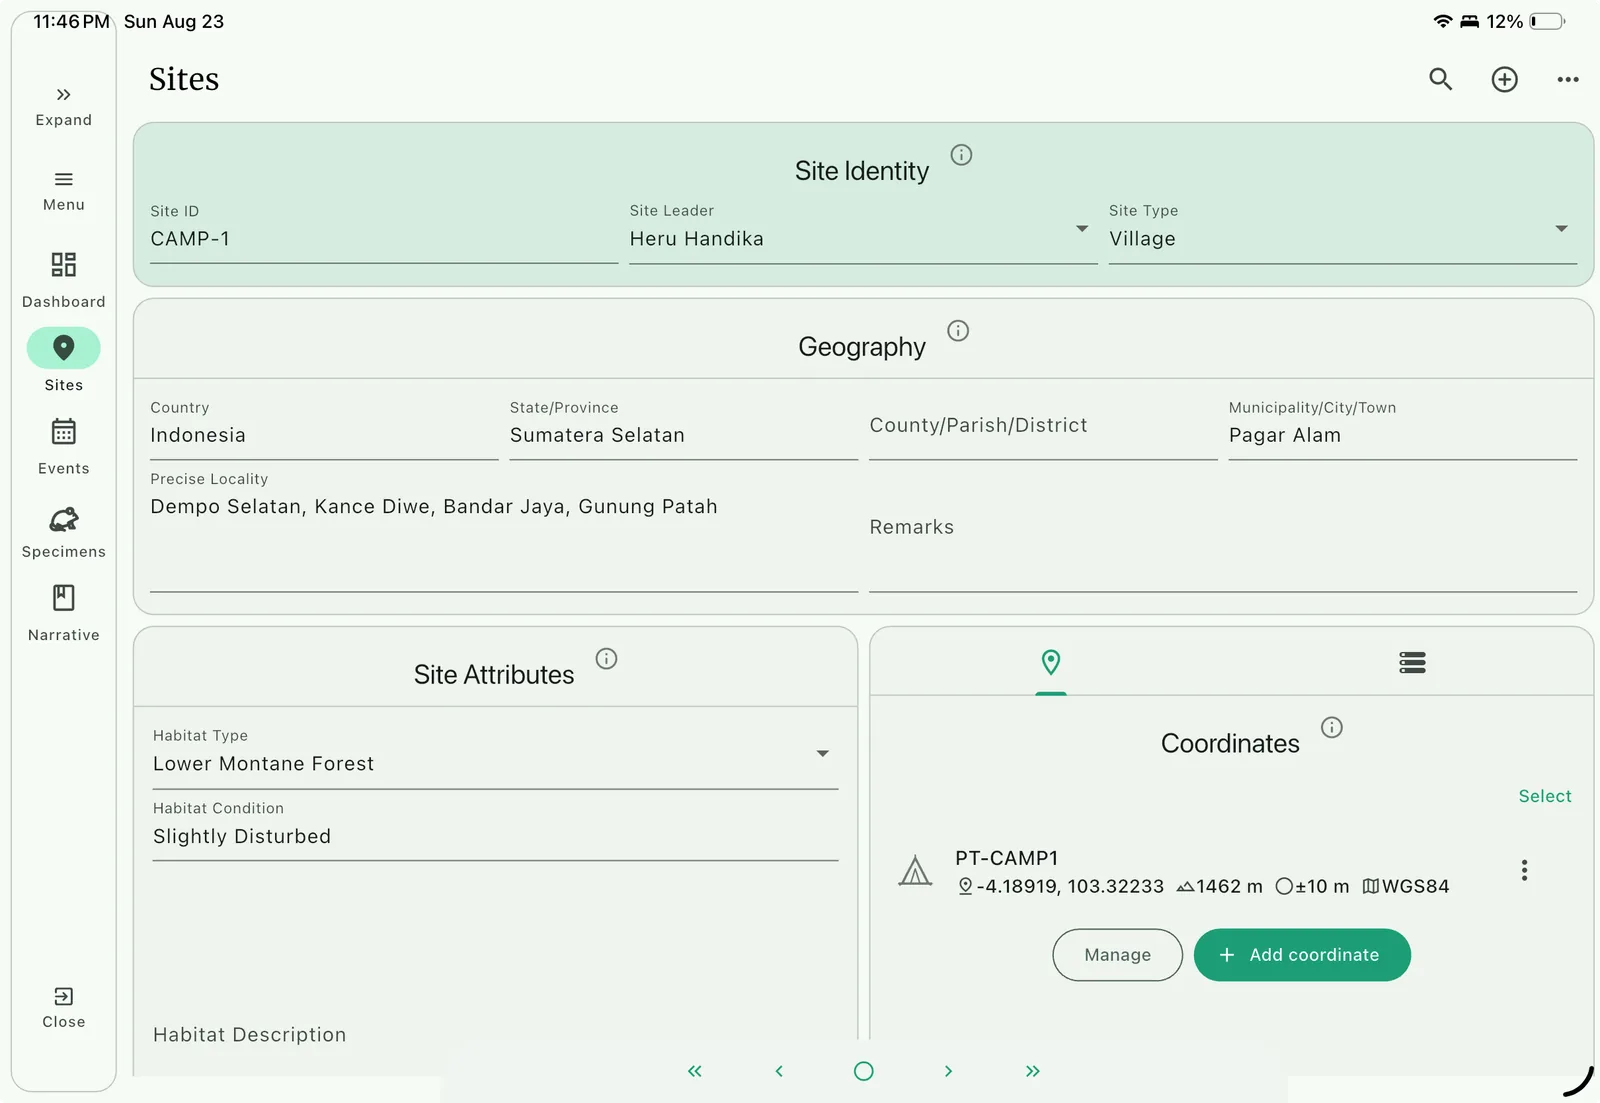 11:46 PM Sun Aug 23 12%
Sites
Expand
Menu
Dashboard
Sites
Events
Specimens
Narrative
Close
Site Identity
Site ID
CAMP-1
Site Leader
Heru Handika
Site Type
Village
Geography
Country
Indonesia
State/Province
Sumatera Selatan
County/Parish/District
Municipality/City/Town
Pagar Alam
Precise Locality
Dempo Selatan, Kance Diwe, Bandar Jaya, Gunung Patah
Remarks
Site Attributes
Habitat Type
Lower Montane Forest
Habitat Condition
Slightly Disturbed
Habitat Description
Coordinates
Select
PT-CAMP1
-4.18919, 103.32233 1462 m ±10 m WGS84
Manage
+ Add coordinate